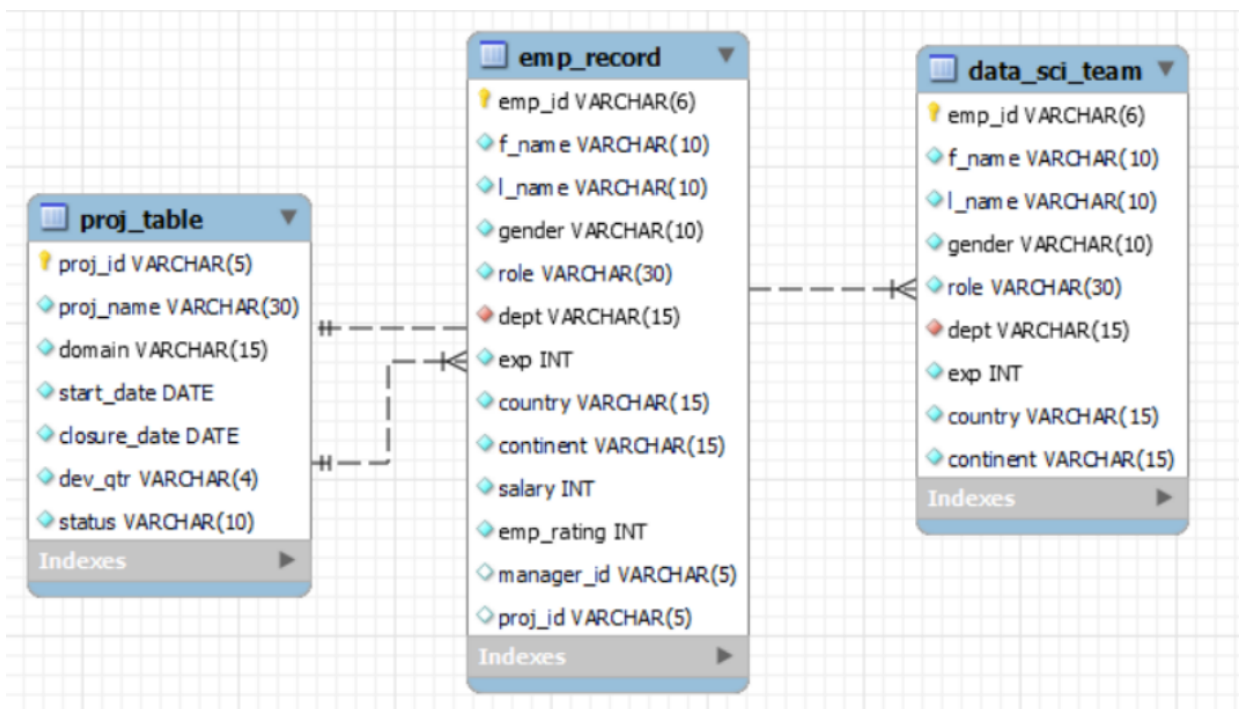 proj_table
proj_id VARCHAR(5)
proj_name VARCHAR(30)
domain VARCHAR(15)
start_date DATE
closure_date DATE
dev_qtr VARCHAR(4)
status VARCHAR(10)
Indexes
emp_record
emp_id VARCHAR(6)
f_name VARCHAR(10)
l_name VARCHAR(10)
gender VARCHAR(10)
role VARCHAR(30)
dept VARCHAR(15)
exp INT
country VARCHAR(15)
continent VARCHAR(15)
salary INT
emp_rating INT
manager_id VARCHAR(5)
proj_id VARCHAR(5)
Indexes
data_sci_team
emp_id VARCHAR(6)
f_name VARCHAR(10)
l_name VARCHAR(10)
gender VARCHAR(10)
role VARCHAR(30)
dept VARCHAR(15)
exp INT
country VARCHAR(15)
continent VARCHAR(15)
Indexes